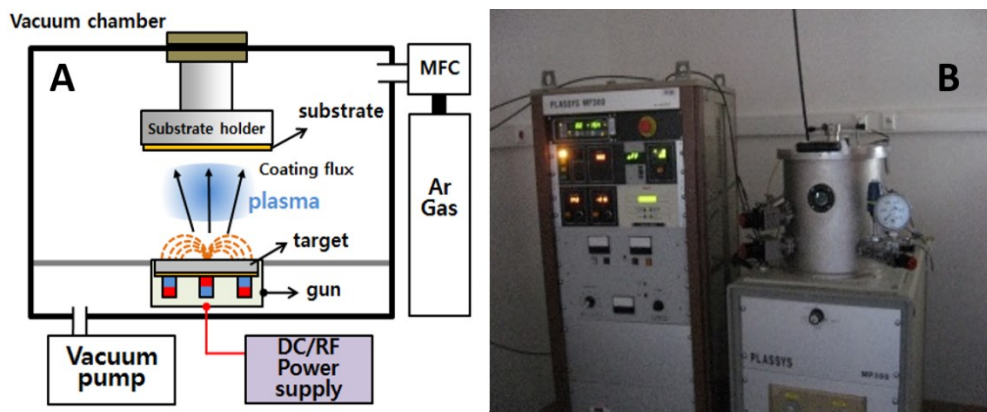 Vacuum chamber
A
MFC
substrate
Substrate holder
Coating flux
plasma
Ar
Gas
target
gun
Vacuum
pump
DC/RF
Power
supply
B
PLASSYS MP300
PLASSYS
MP300